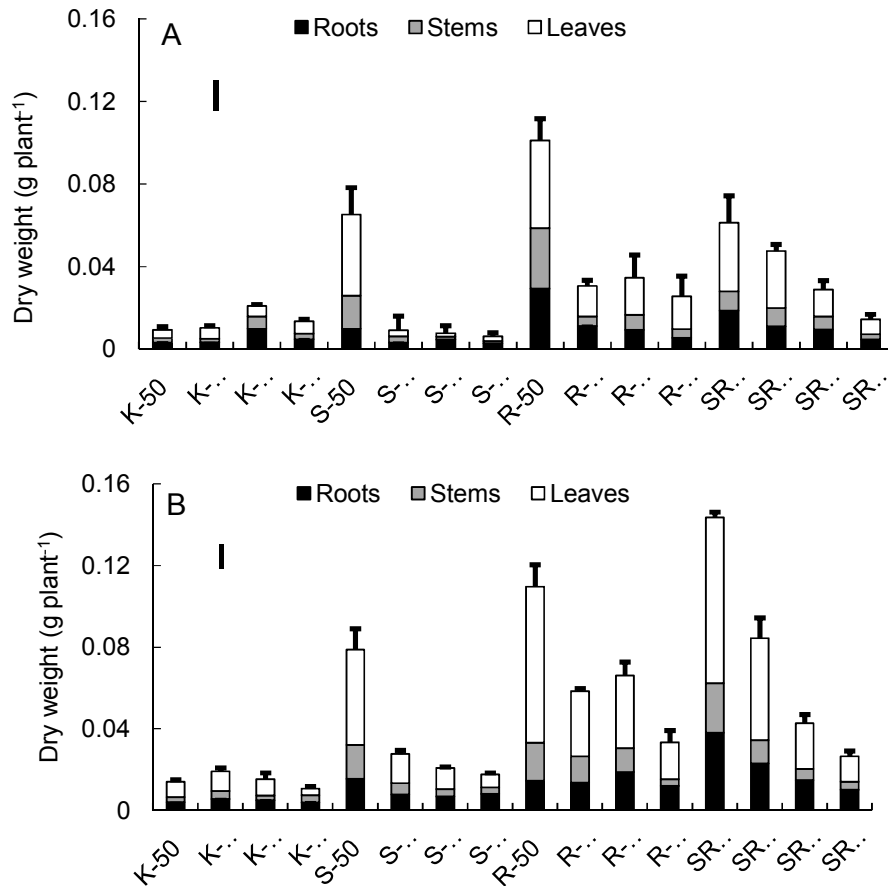 A
Roots Stems Leaves
Dry weight (g plant-1)
0.16
0.12
0.08
0.04
0
K-50 K-... K-... K-... S-50 S-... S-... S-... R-50 R-... R-... R-... SR... SR... SR... SR...
B
Roots Stems Leaves
Dry weight (g plant-1)
0.16
0.12
0.08
0.04
0
K-50 K-... K-... K-... S-50 S-... S-... S-... R-50 R-... R-... R-... SR... SR... SR... SR...